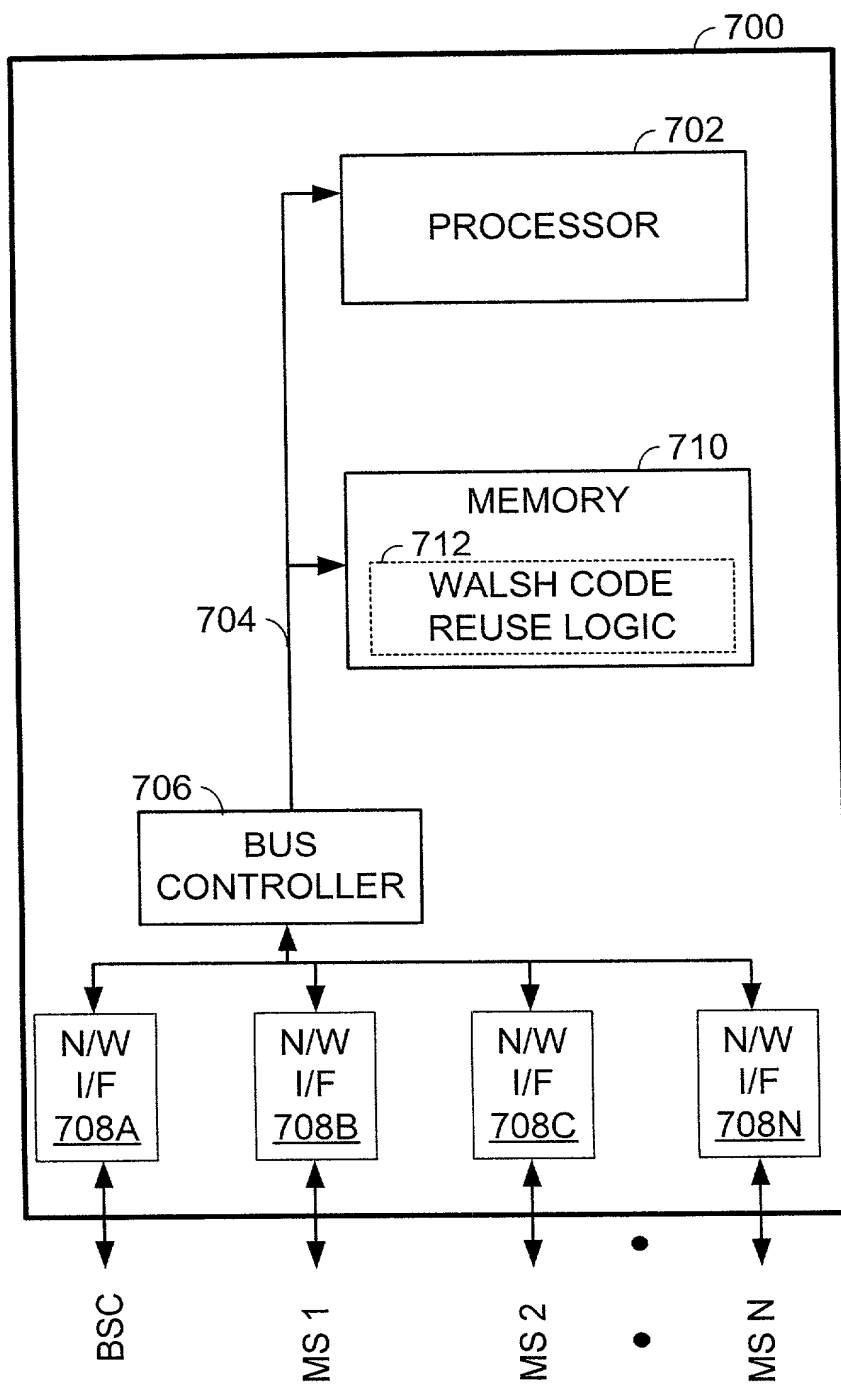 700
702
PROCESSOR
710
MEMORY
712
WALSH CODE
REUSE LOGIC
704
706
BUS
CONTROLLER
N/W
I/F
708A
N/W
I/F
708B
N/W
I/F
708C
N/W
I/F
708N
BSC
MS 1
MS 2
MS N